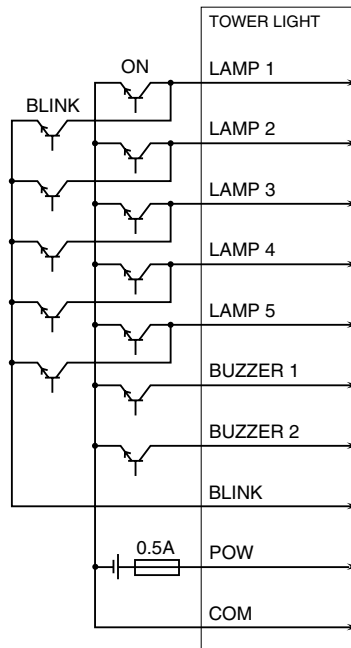 TOWER LIGHT
ON
LAMP 1
BLINK
LAMP 2
LAMP 3
LAMP 4
LAMP 5
BUZZER 1
BUZZER 2
BLINK
0.5A
POW
COM